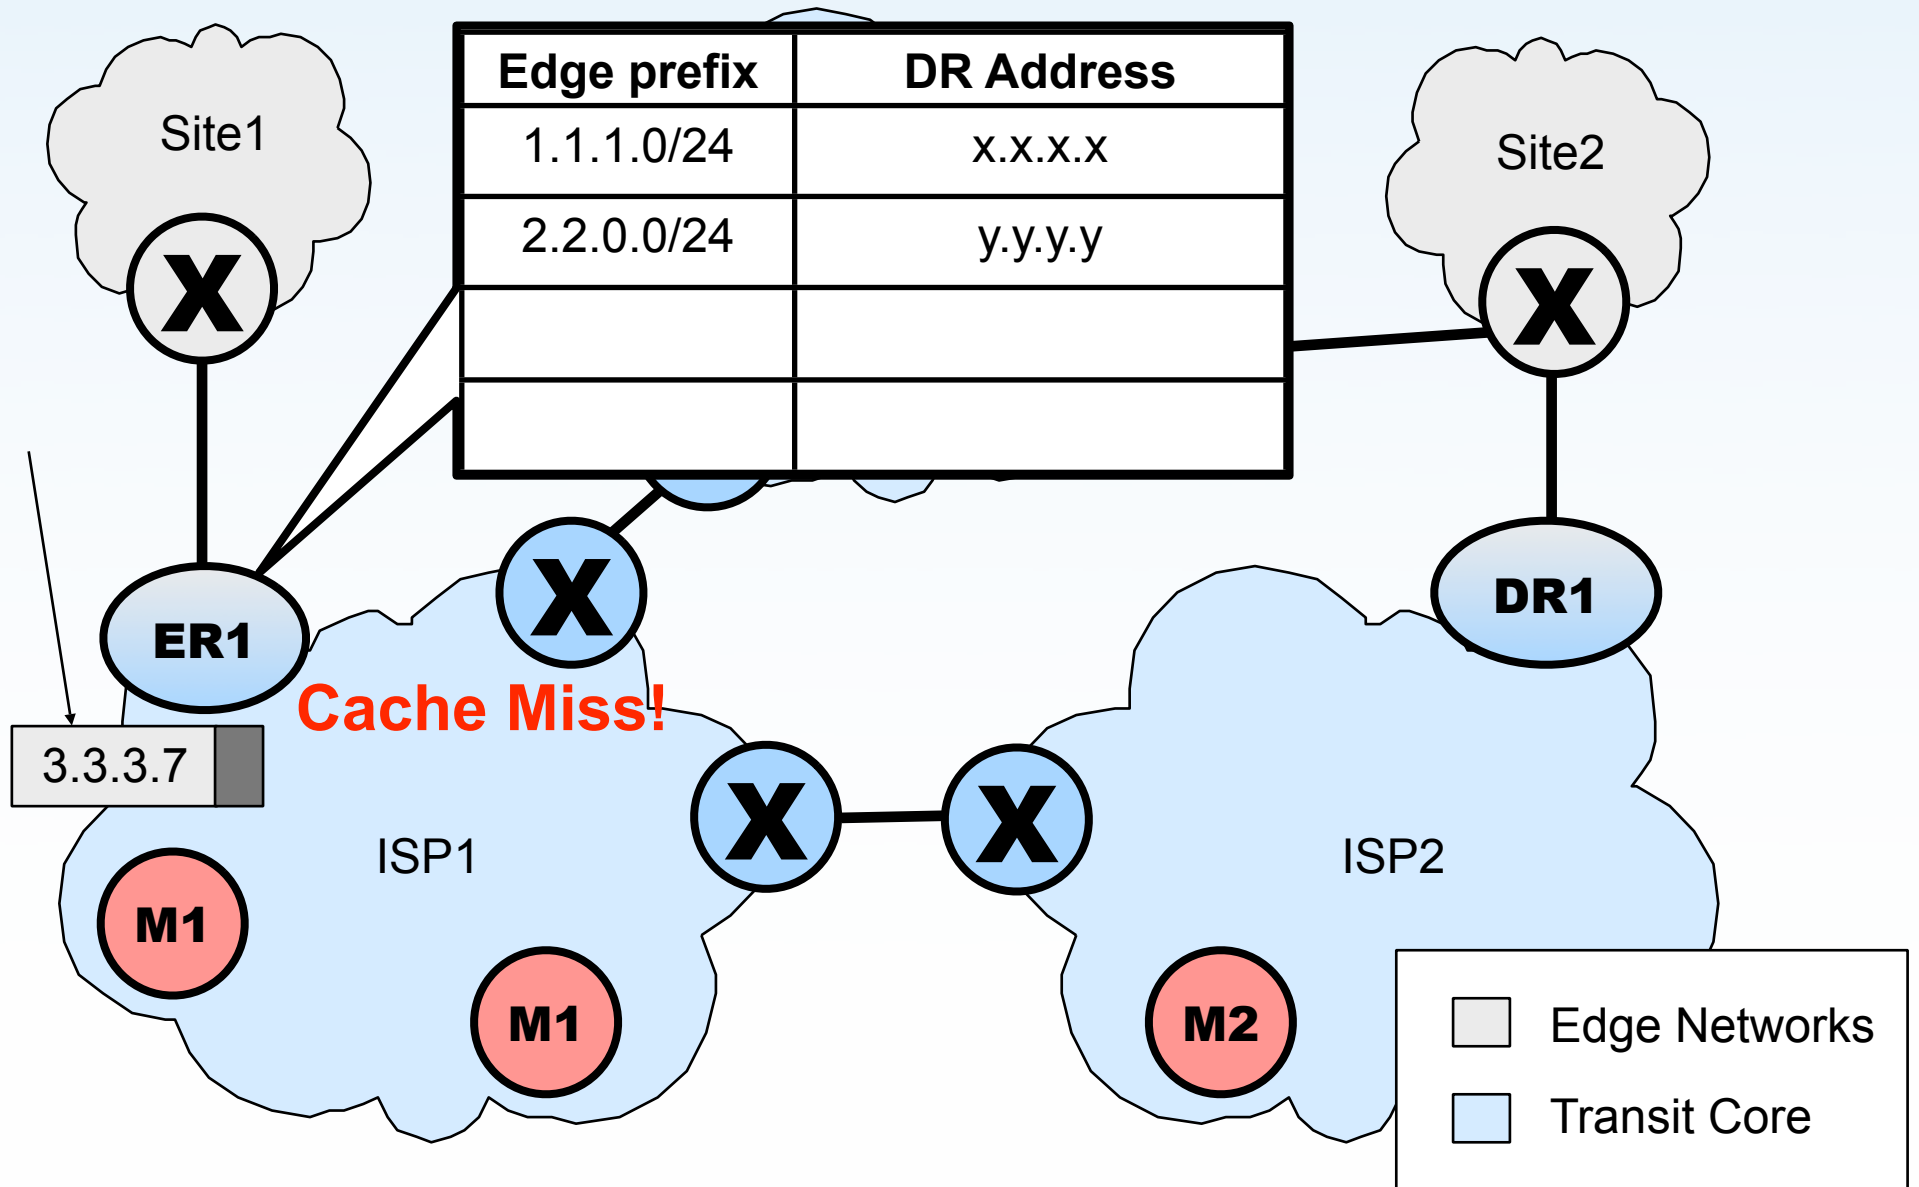 Edge prefix
DR Address
1.1.1.0/24
x.x.x.x
2.2.0.0/24
y.y.y.y
Site1
Site2
X
X
X
ER1
DR1
Cache Miss!
3.3.3.7
X
X
ISP1
ISP2
M1
M1
M2
Edge Networks
Transit Core